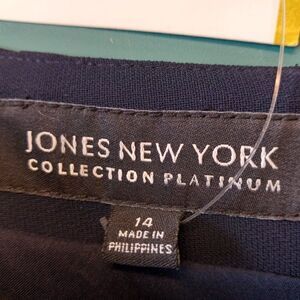 JONES NEW YORK
COLLECTION PLATINUM
14
MADE IN
PHILIPPINES